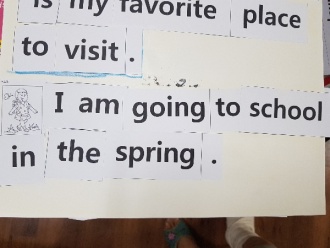 is my favorite place
to visit .
I am going to school
in the spring .